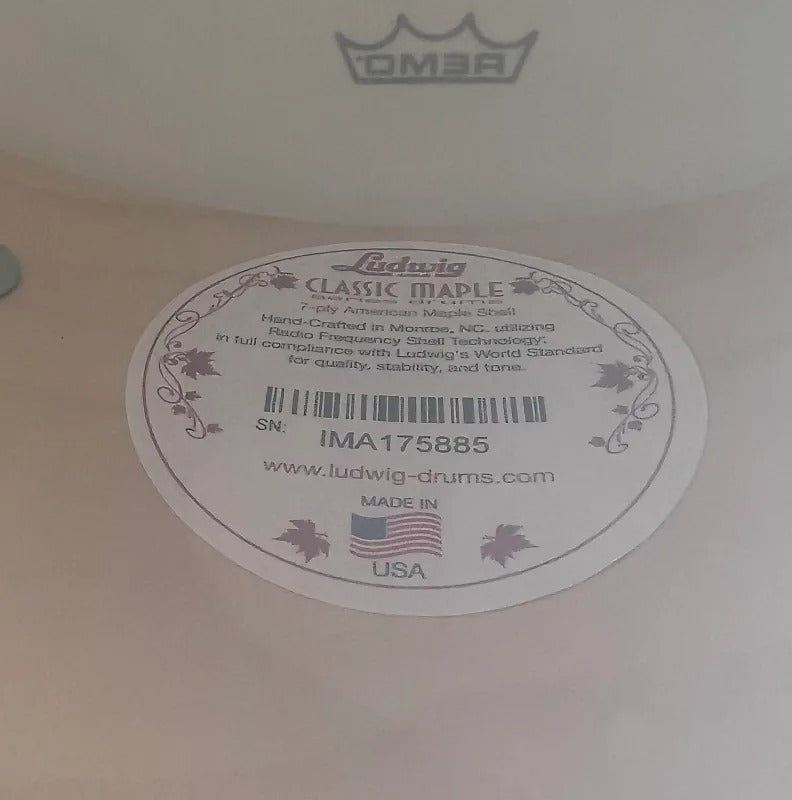 REMO
Ludwig
CLASSIC MAPLE
series drums
7-ply American Maple Shell
Hand-Crafted in Monroe, NC. utilizing
Radio Frequency Shell Technology;
in full compliance with Ludwig's World Standard
for quality, stability, and tone.
SN: IMA175885
www.ludwig-drums.com
MADE IN
USA